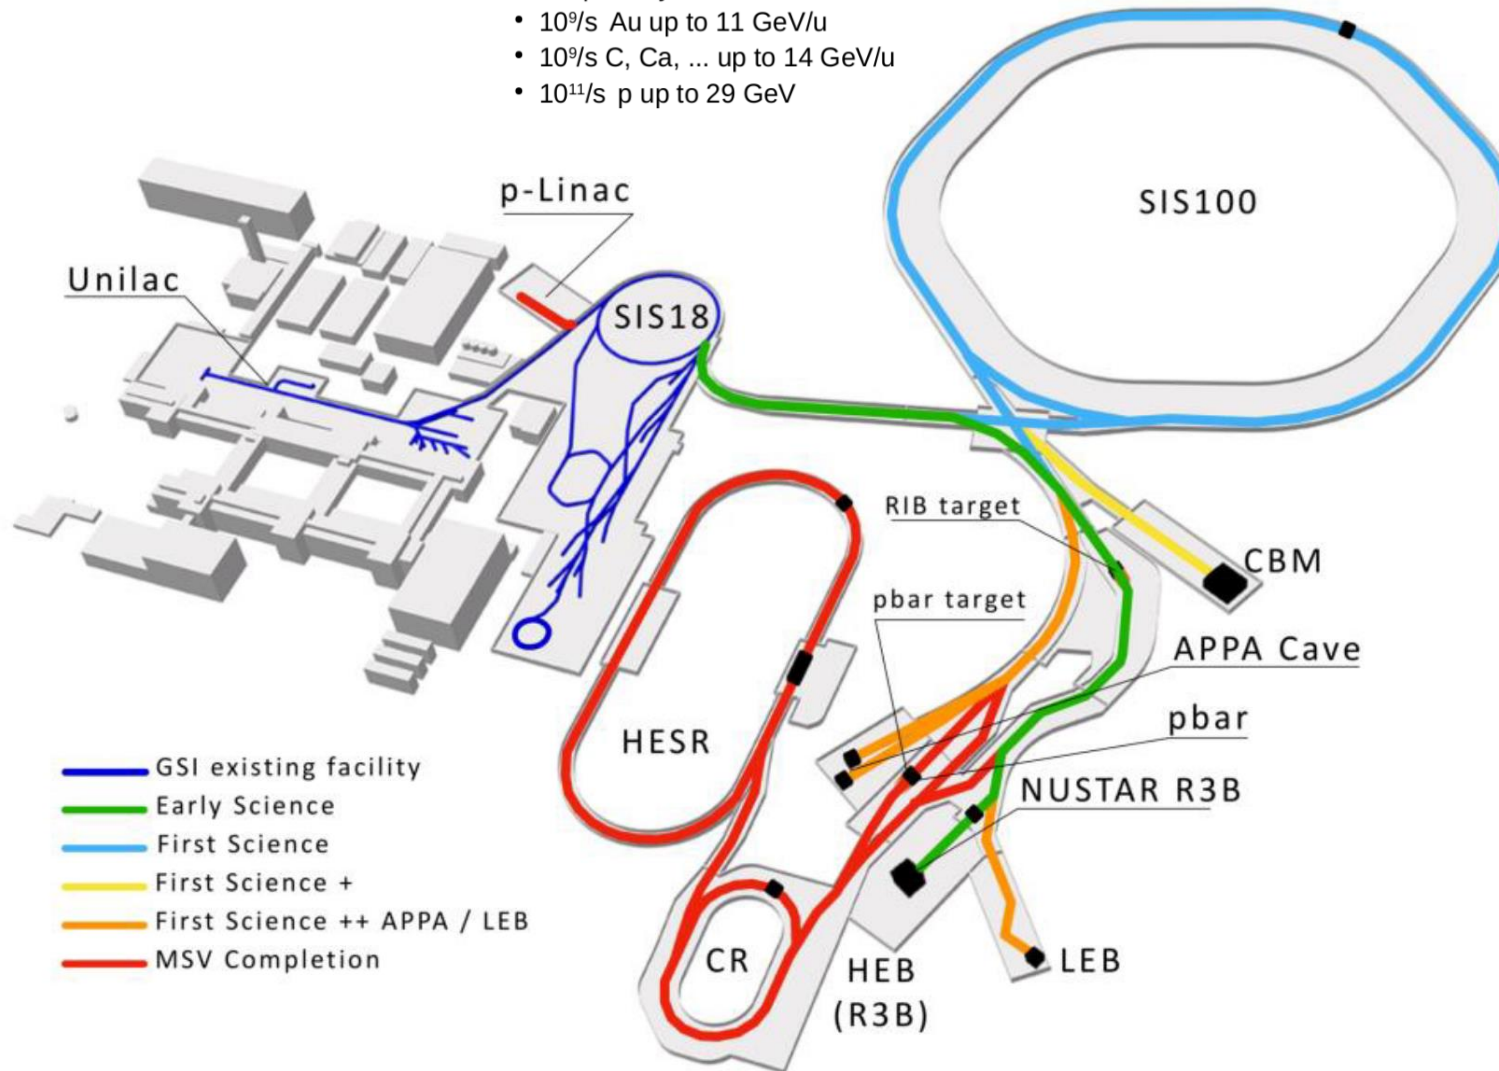 • 10⁹/s Au up to 11 GeV/u
• 10⁹/s C, Ca, ... up to 14 GeV/u
• 10¹¹/s p up to 29 GeV
p-Linac
SIS100
Unilac
SIS18
RIB target
CBM
pbar target
APPA Cave
pbar
HESR
NUSTAR R3B
GSI existing facility
Early Science
First Science
First Science +
First Science ++ APPA / LEB
MSV Completion
CR
HEB
(R3B)
LEB